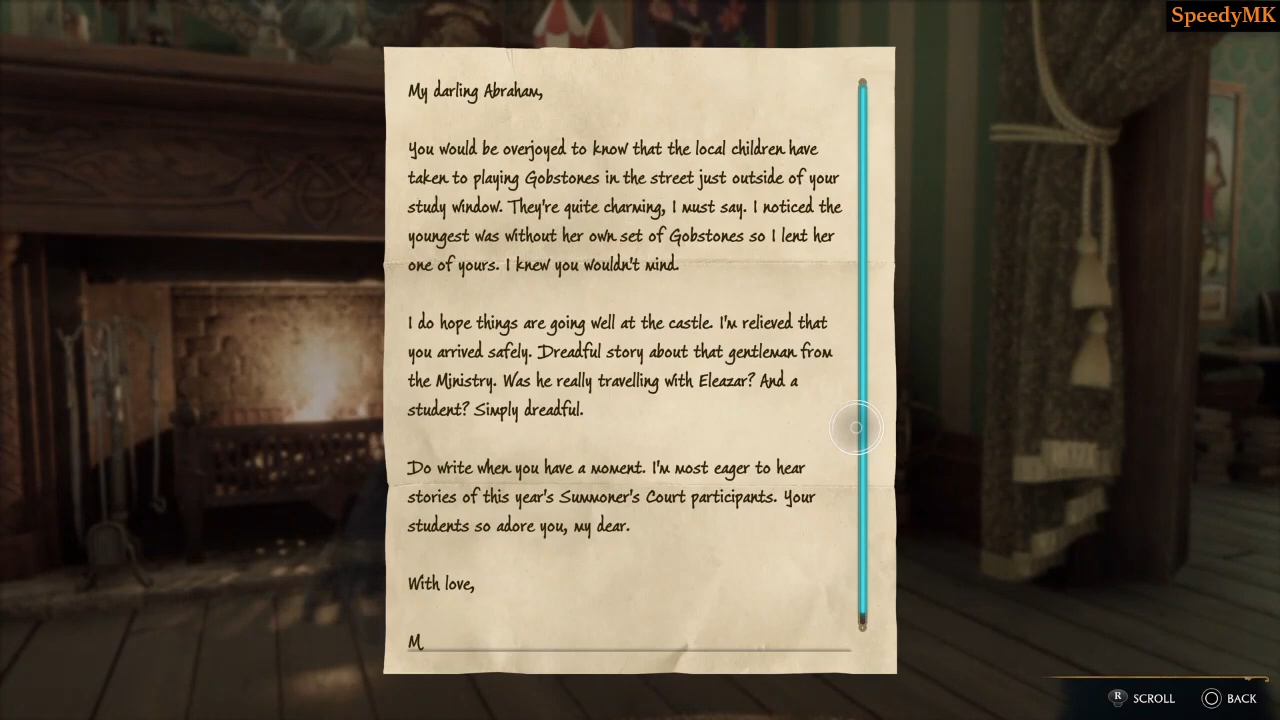 SpeedyMK
My darling Abraham,
You would be overjoyed to know that the local children have
taken to playing Gobstones in the street just outside of your
study window. They're quite charming, I must say. I noticed the
youngest was without her own set of Gobstones so I lent her
one of yours. I knew you wouldn't mind.
I do hope things are going well at the castle. I'm relieved that
you arrived safely. Dreadful story about that gentleman from
the Ministry. Was he really travelling with Eleazar? And a
student? Simply dreadful.
Do write when you have a moment. I'm most eager to hear
stories of this year's Summoner's Court participants. Your
students so adore you, my dear.
With love,
M
R SCROLL BACK